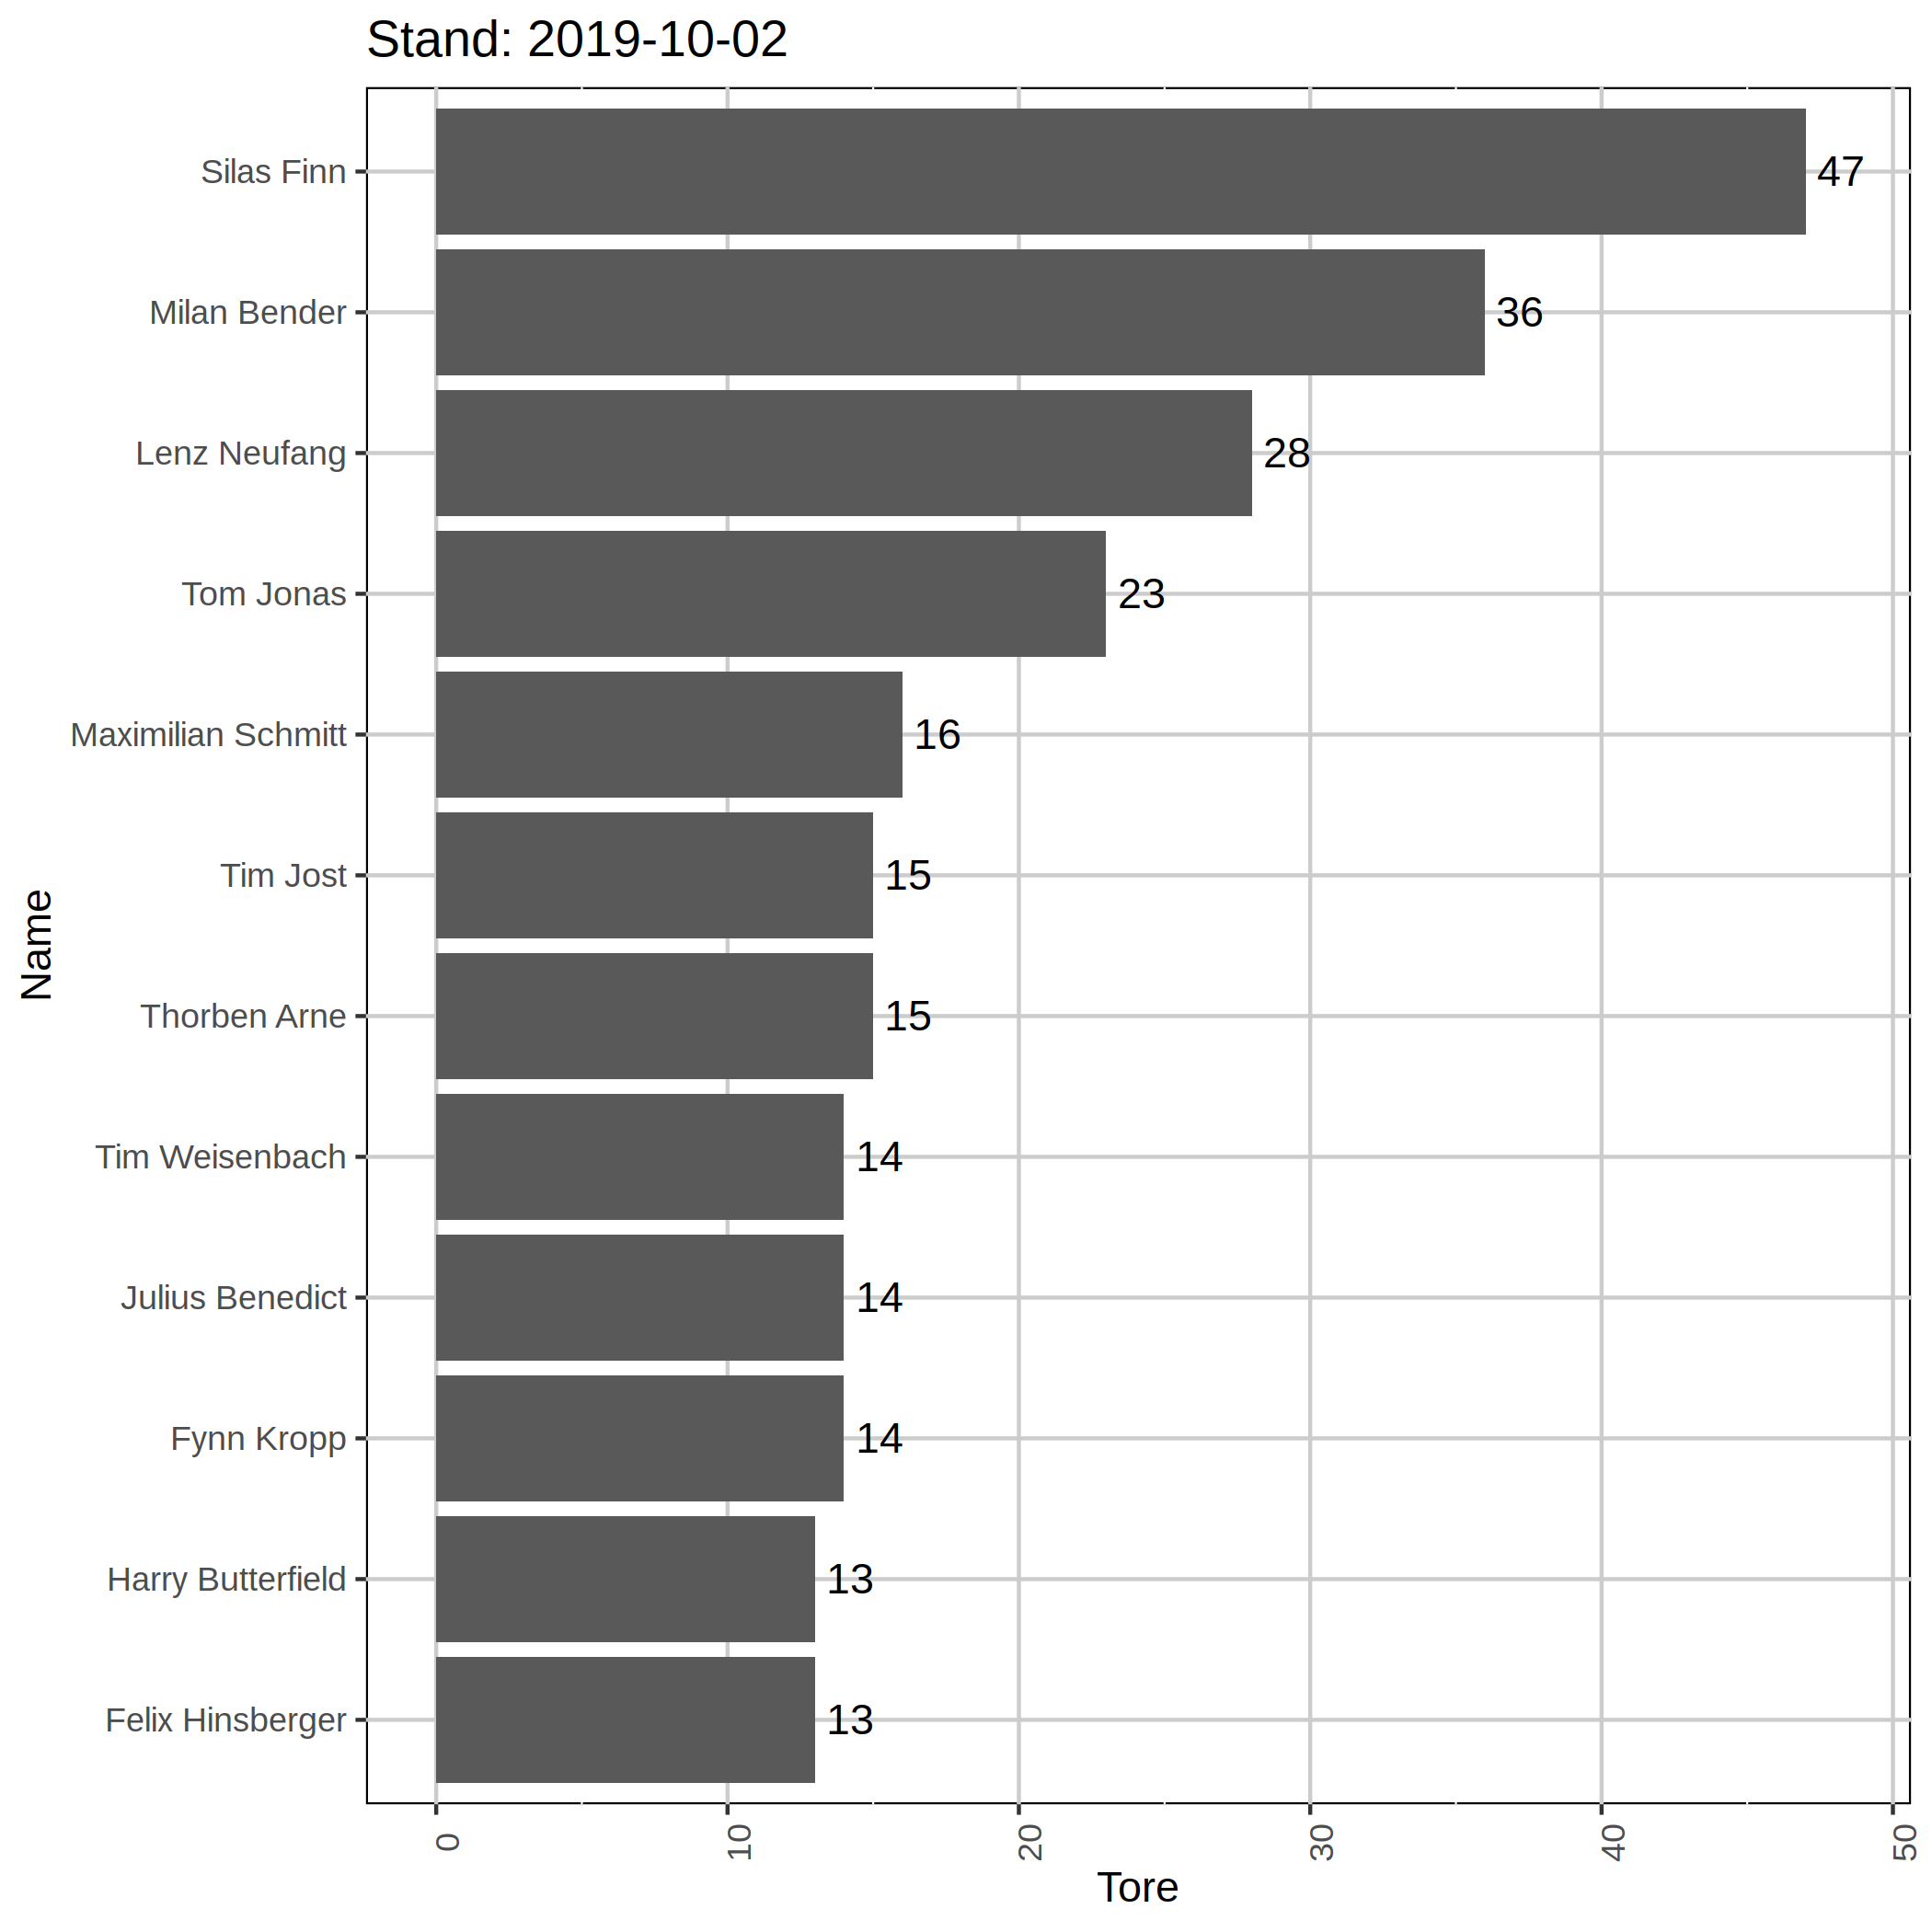 Stand: 2019-10-02
Silas Finn 47
Milan Bender 36
Lenz Neufang 28
Tom Jonas 23
Maximilian Schmitt 16
Tim Jost 15
Thorben Arne 15
Tim Weisenbach 14
Julius Benedict 14
Fynn Kropp 14
Harry Butterfield 13
Felix Hinsberger 13
Name
0 10 20 30 40 50
Tore